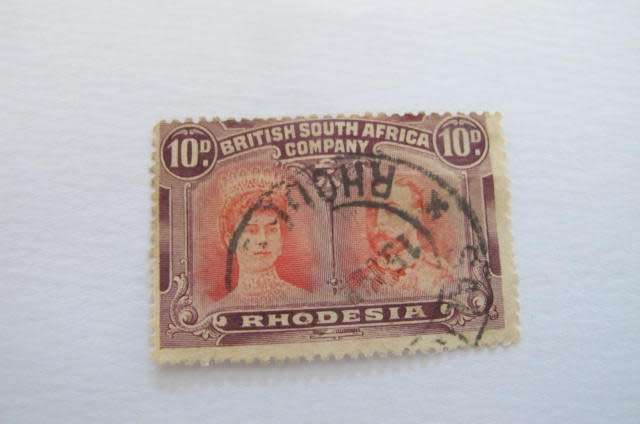 10D. BRITISH SOUTH AFRICA 10D.
COMPANY
RHODESIA